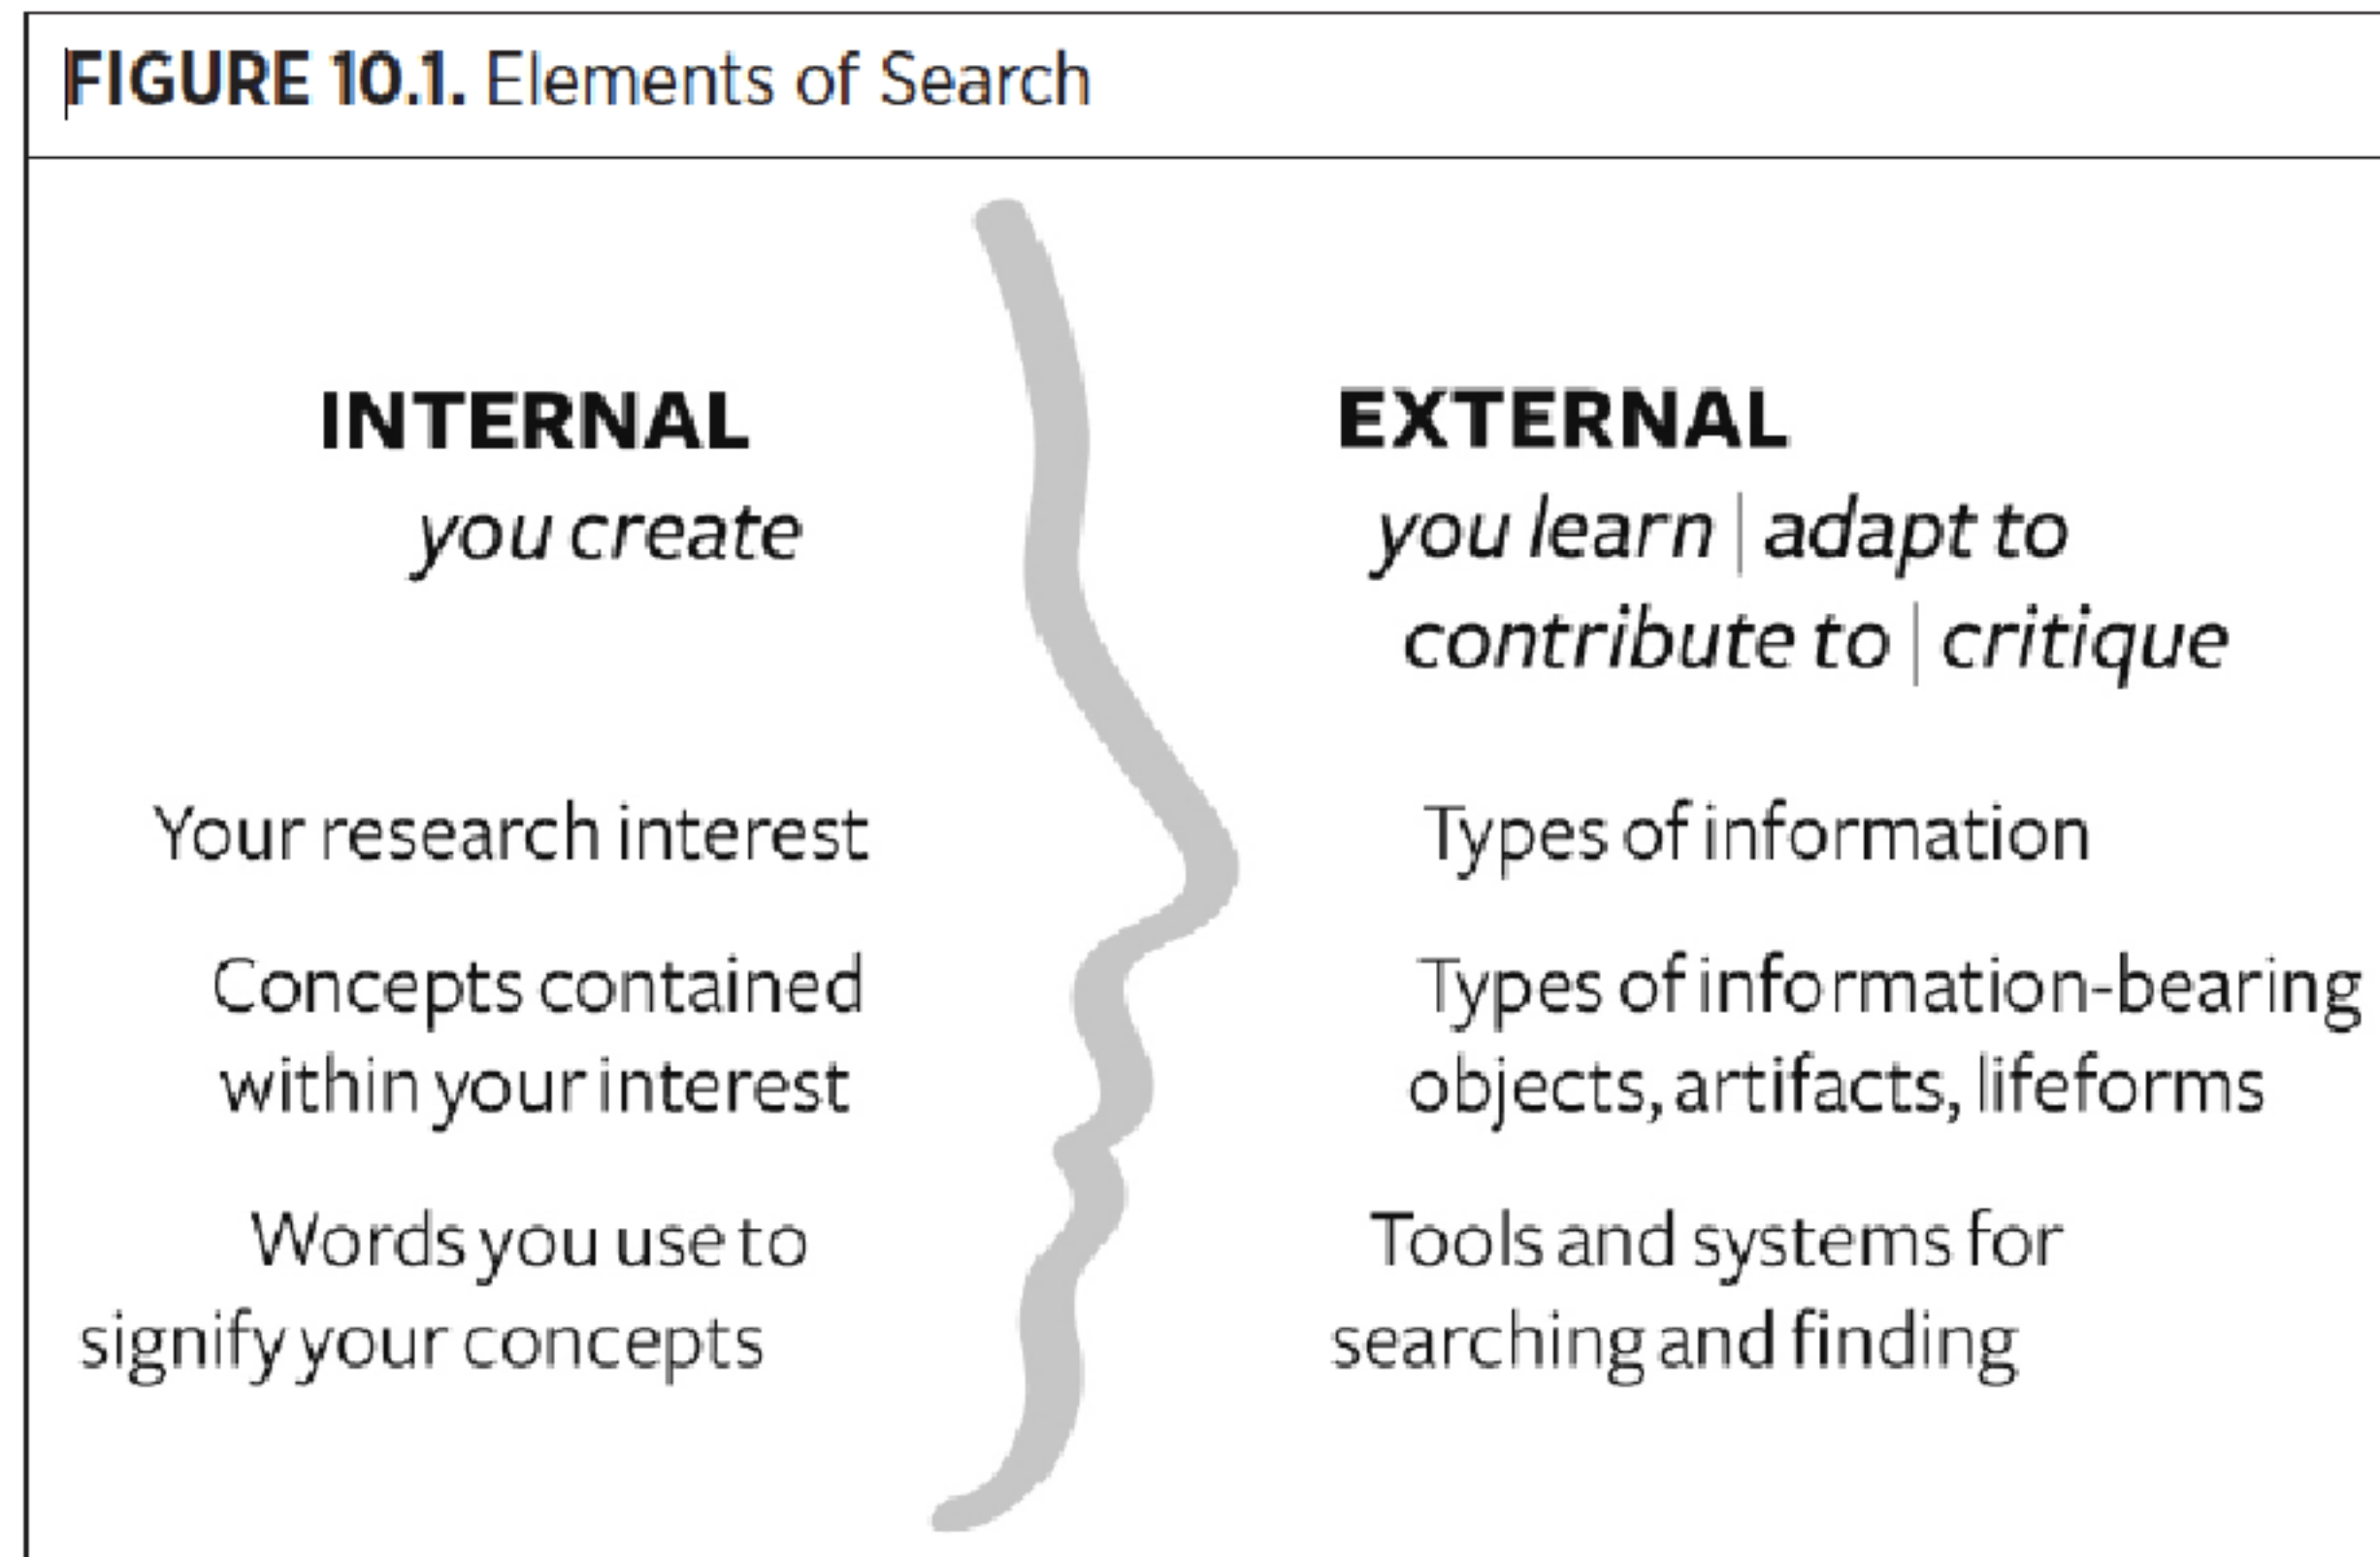 FIGURE 10.1. Elements of Search
INTERNAL
you create
Your research interest
Concepts contained
within your interest
Words you use to
signify your concepts
EXTERNAL
you learn | adapt to
contribute to | critique
Types of information
Types of information-bearing
objects, artifacts, lifeforms
Tools and systems for
searching and finding